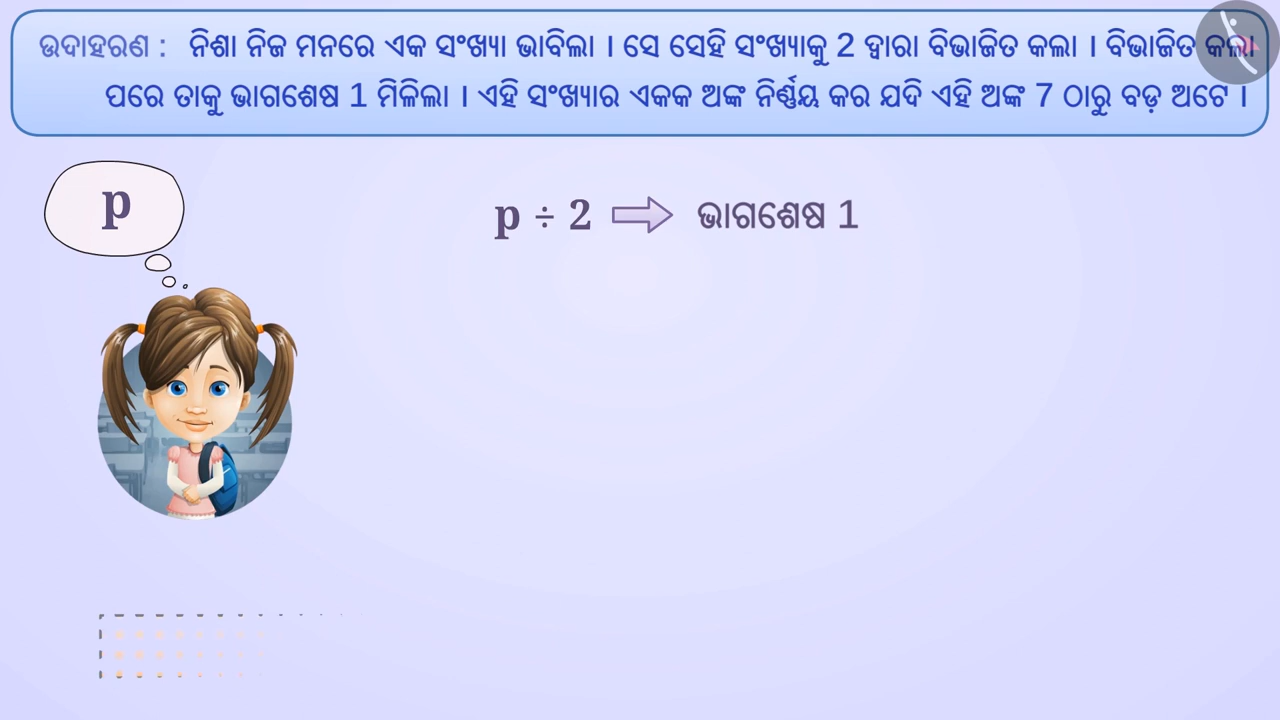 ଉଦାହରଣ : ନିଶା ନିଜ ମନରେ ଏକ ସଂଖ୍ୟା ଭାବିଲା । ସେ ସେହି ସଂଖ୍ୟାକୁ 2 ଦ୍ଵାରା ବିଭାଜିତ କଲା । ବିଭାଜିତ କଲା
ପରେ ତାକୁ ଭାଗଶେଷ 1 ମିଳିଲା । ଏହି ସଂଖ୍ୟାର ଏକକ ଅଙ୍କ ନିର୍ଣ୍ଣୟ କର ଯଦି ଏହି ଅଙ୍କ 7 ଠାରୁ ବଡ଼ ଅଟେ ।
p
p ÷ 2 ⇨ ଭାଗଶେଷ 1